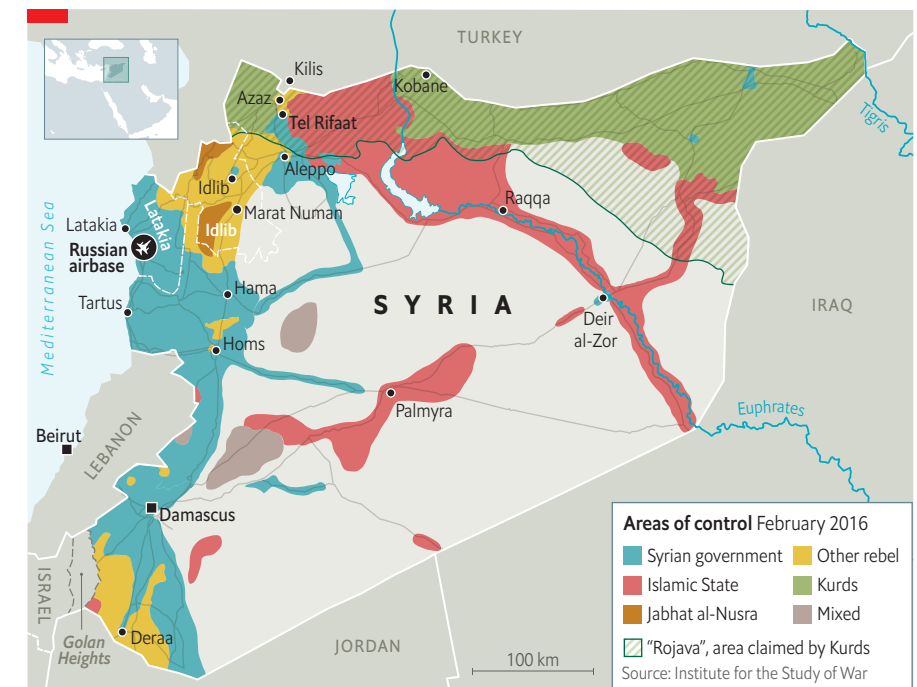 TURKEY
Kilis
Kobane
Azaz
Tel Rifaat
Tigris
Aleppo
Idlib
Raqqa
Marat Numan
Latakia
Latakia
Idlib
Russian
airbase
Mediterranean Sea
Hama
SYRIA
Tartus
IRAQ
Deir
al-Zor
Homs
Palmyra
Euphrates
Beirut
LEBANON
Damascus
ISRAEL
Golan
Heights
Deraa
JORDAN
100 km
Areas of control February 2016
Syrian government
Other rebel
Islamic State
Kurds
Jabhat al-Nusra
Mixed
“Rojava”, area claimed by Kurds
Source: Institute for the Study of War